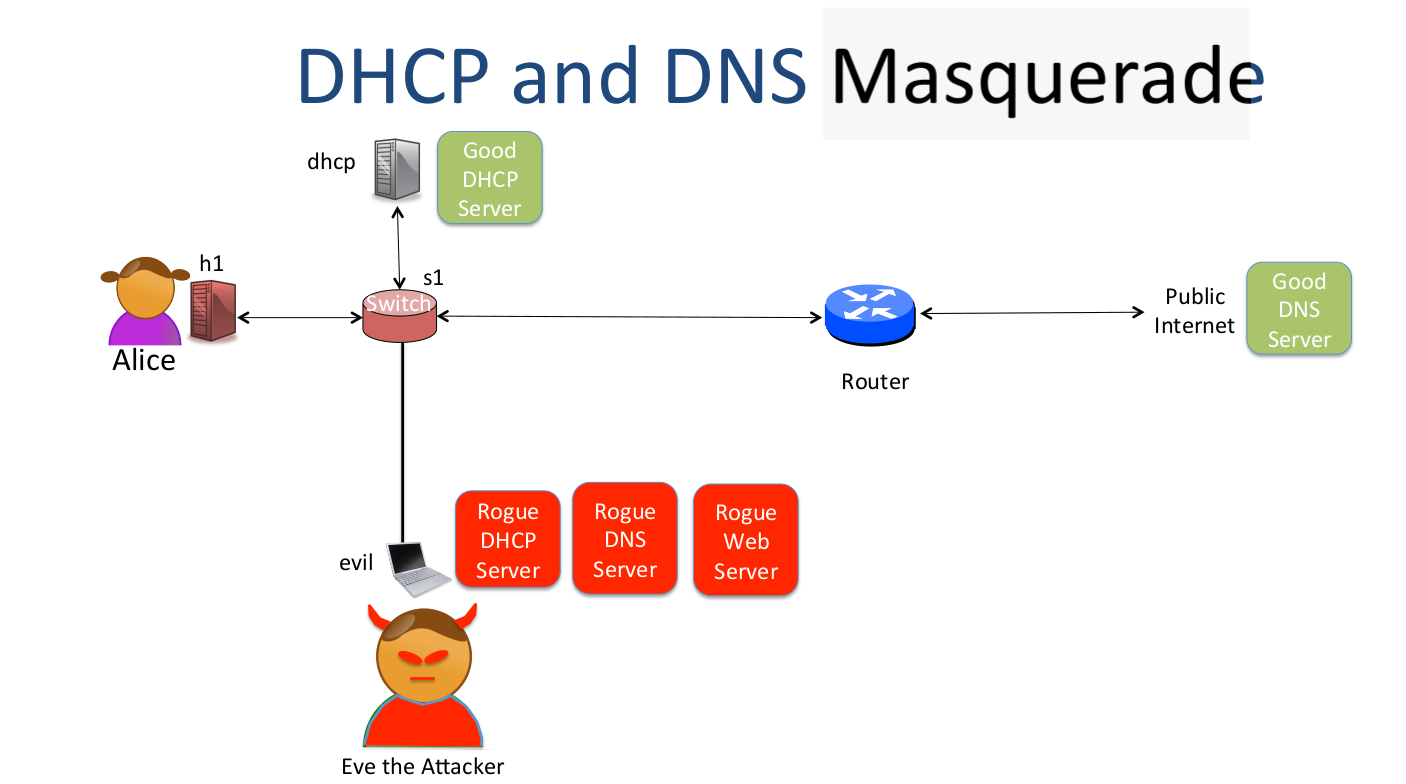 DHCP and DNS Masquerade
dhcp
Good
DHCP
Server
h1
s1
Switch
Alice
Router
Public
Internet
Good
DNS
Server
evil
Rogue
DHCP
Server
Rogue
DNS
Server
Rogue
Web
Server
Eve the Attacker